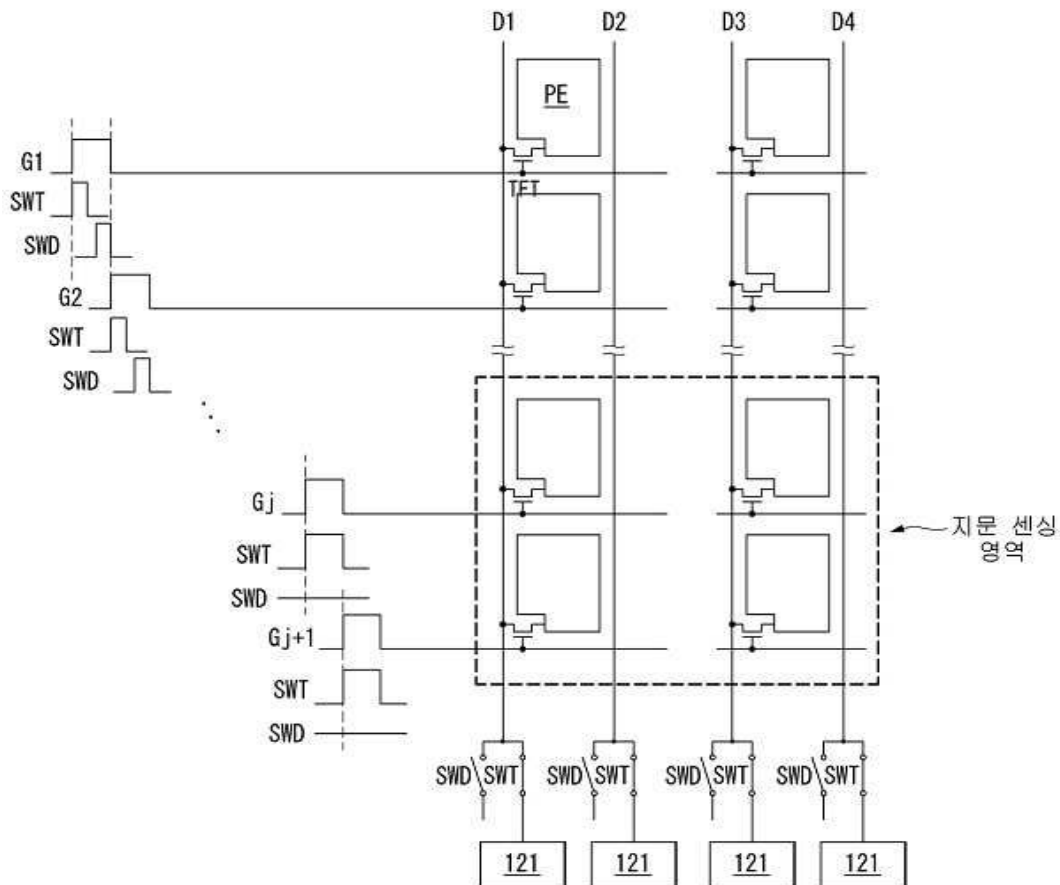 D1 D2 D3 D4
PE
G1
TFT
SWT
SWD
G2
SWT
SWD
Gj
지문 센싱
영역
SWT
SWD
Gj+1
SWT
SWD
SWD SWT SWD SWT SWD SWT SWD SWT
121 121 121 121